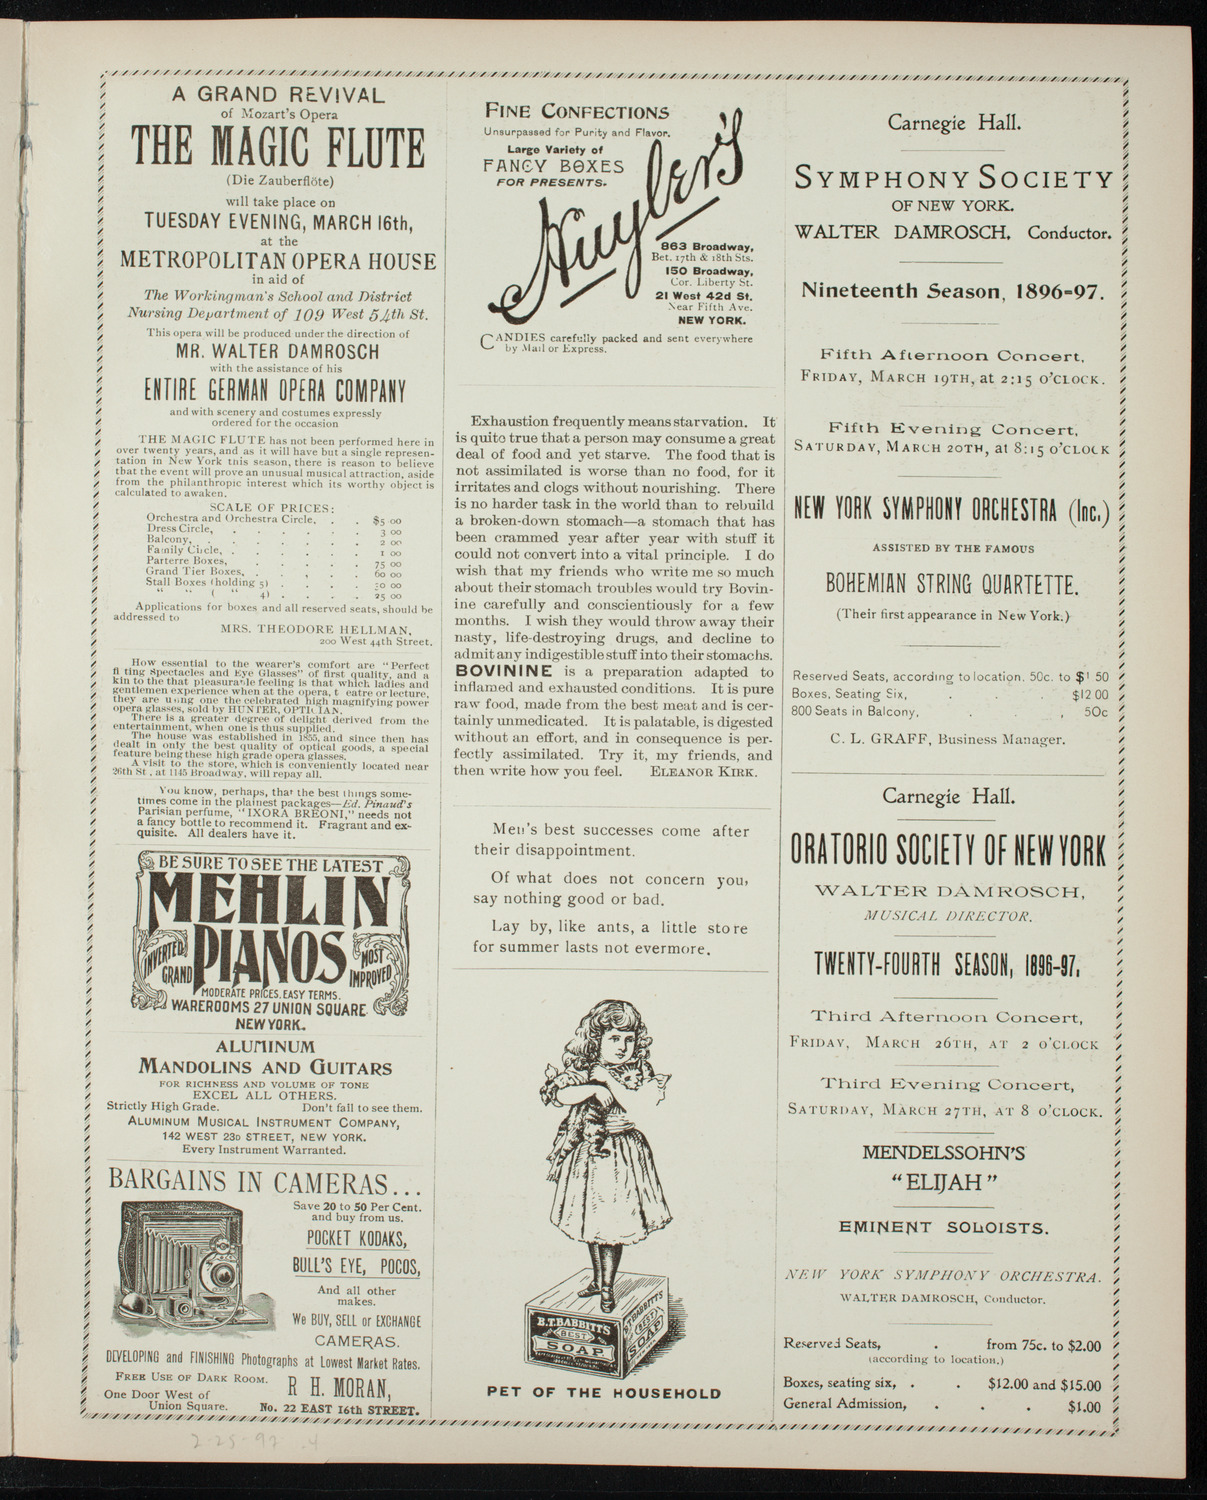 A GRAND REVIVAL
of Mozart's Opera
THE MAGIC FLUTE
(Die Zauberflöte)
will take place on
TUESDAY EVENING, MARCH 16th,
at the
METROPOLITAN OPERA HOUSE
in aid of
The Workingman's School and District
Nursing Department of 109 West 54th St.
This opera will be produced under the direction of
MR. WALTER DAMROSCH
with the assistance of his
ENTIRE GERMAN OPERA COMPANY
and with scenery and costumes expressly
ordered for the occasion
THE MAGIC FLUTE has not been performed here in
over twenty years, and as it will have but a single represen-
tation in New York this season, there is reason to believe
that the event will prove an unusual musical attraction, aside
from the philanthropic interest which its worthy object is
calculated to awaken.
SCALE OF PRICES:
Orchestra and Orchestra Circle, . . $5 00
Dress Circle, . . . . . . 3 00
Balcony, . . . . . . . 2 00
Family Circle, . . . . . . 1 00
Parterre Boxes, . . . . . 75 00
Grand Tier Boxes, . . . . . 60 00
Stall Boxes (holding 5) . . . . 30 00
" " ( " 4) . . . . 25 00
Applications for boxes and all reserved seats, should be
addressed to
MRS. THEODORE HELLMAN,
200 West 44th Street.
How essential to the wearer's comfort are "Perfect
fi ting Spectacles and Eye Glasses" of first quality, and a
kin to the that pleasurable feeling is that which ladies and
gentlemen experience when at the opera, t eatre or lecture,
they are using one the celebrated high magnifying power
opera glasses, sold by HUNTER, OPTICIAN.
There is a greater degree of delight derived from the
entertainment, when one is thus supplied.
The house was established in 1855, and since then has
dealt in only the best quality of optical goods, a special
feature being these high grade opera glasses.
A visit to the store, which is conveniently located near
26th St., at 1145 Broadway, will repay all.
You know, perhaps, that the best things some-
times come in the plainest packages—Ed. Pinaud's
Parisian perfume, "IXORA BREONI," needs not
a fancy bottle to recommend it. Fragrant and ex-
quisite. All dealers have it.
BE SURE TO SEE THE LATEST
MEHLIN
PIANOS
INVERTED
GRAND
MOST
IMPROVED
MODERATE PRICES. EASY TERMS.
WAREROOMS 27 UNION SQUARE
NEW YORK.
ALUMINUM
MANDOLINS AND GUITARS
FOR RICHNESS AND VOLUME OF TONE
EXCEL ALL OTHERS.
Strictly High Grade. Don't fail to see them.
ALUMINUM MUSICAL INSTRUMENT COMPANY,
142 WEST 23D STREET, NEW YORK.
Every Instrument Warranted.
BARGAINS IN CAMERAS...
Save 20 to 50 Per Cent.
and buy from us.
POCKET KODAKS,
BULL'S EYE, POCOS,
And all other
makes.
We BUY, SELL or EXCHANGE
CAMERAS.
DEVELOPING and FINISHING Photographs at Lowest Market Rates.
FREE USE OF DARK ROOM.
One Door West of
Union Square.
R H. MORAN,
No. 22 EAST 16th STREET.
FINE CONFECTIONS
Unsurpassed for Purity and Flavor.
Large Variety of
FANCY BOXES
FOR PRESENTS.
Huyler's
863 Broadway,
Bet. 17th & 18th Sts.
150 Broadway,
Cor. Liberty St.
21 West 42d St.
Near Fifth Ave.
NEW YORK.
CANDIES carefully packed and sent everywhere
by Mail or Express.
Exhaustion frequently means starvation. It
is quito true that a person may consume a great
deal of food and yet starve. The food that is
not assimilated is worse than no food, for it
irritates and clogs without nourishing. There
is no harder task in the world than to rebuild
a broken-down stomach—a stomach that has
been crammed year after year with stuff it
could not convert into a vital principle. I do
wish that my friends who write me so much
about their stomach troubles would try Bovin-
ine carefully and conscientiously for a few
months. I wish they would throw away their
nasty, life-destroying drugs, and decline to
admit any indigestible stuff into their stomachs.
BOVININE is a preparation adapted to
inflamed and exhausted conditions. It is pure
raw food, made from the best meat and is cer-
tainly unmedicated. It is palatable, is digested
without an effort, and in consequence is per-
fectly assimilated. Try it, my friends, and
then write how you feel. ELEANOR KIRK.
Men's best successes come after
their disappointment.
Of what does not concern you,
say nothing good or bad.
Lay by, like ants, a little store
for summer lasts not evermore.
B.T. BABBITT'S
BEST
SOAP
B.T. BABBITT'S
BEST
SOAP
PET OF THE HOUSEHOLD
Carnegie Hall.
SYMPHONY SOCIETY
OF NEW YORK.
WALTER DAMROSCH, Conductor.
Nineteenth Season, 1896=97.
Fifth Afternoon Concert,
FRIDAY, MARCH 19TH, at 2:15 O'CLOCK.
Fifth Evening Concert,
SATURDAY, MARCH 20TH, at 8:15 O'CLOCK
NEW YORK SYMPHONY ORCHESTRA (Inc.)
ASSISTED BY THE FAMOUS
BOHEMIAN STRING QUARTETTE.
(Their first appearance in New York.)
Reserved Seats, according to location. 50c. to $1 50
Boxes, Seating Six, . . . $12 00
800 Seats in Balcony, . . , 50c
C. L. GRAFF, Business Manager.
Carnegie Hall.
ORATORIO SOCIETY OF NEW YORK
WALTER DAMROSCH,
MUSICAL DIRECTOR.
TWENTY-FOURTH SEASON, 1896-97,
Third Afternoon Concert,
FRIDAY, MARCH 26TH, AT 2 O'CLOCK
Third Evening Concert,
SATURDAY, MARCH 27TH, AT 8 O'CLOCK.
MENDELSSOHN'S
"ELIJAH"
EMINENT SOLOISTS.
NEW YORK SYMPHONY ORCHESTRA.
WALTER DAMROSCH, Conductor.
Reserved Seats, . from 75c. to $2.00
(according to location.)
Boxes, seating six, . . $12.00 and $15.00
General Admission, . . . $1.00
2-25-97 .4